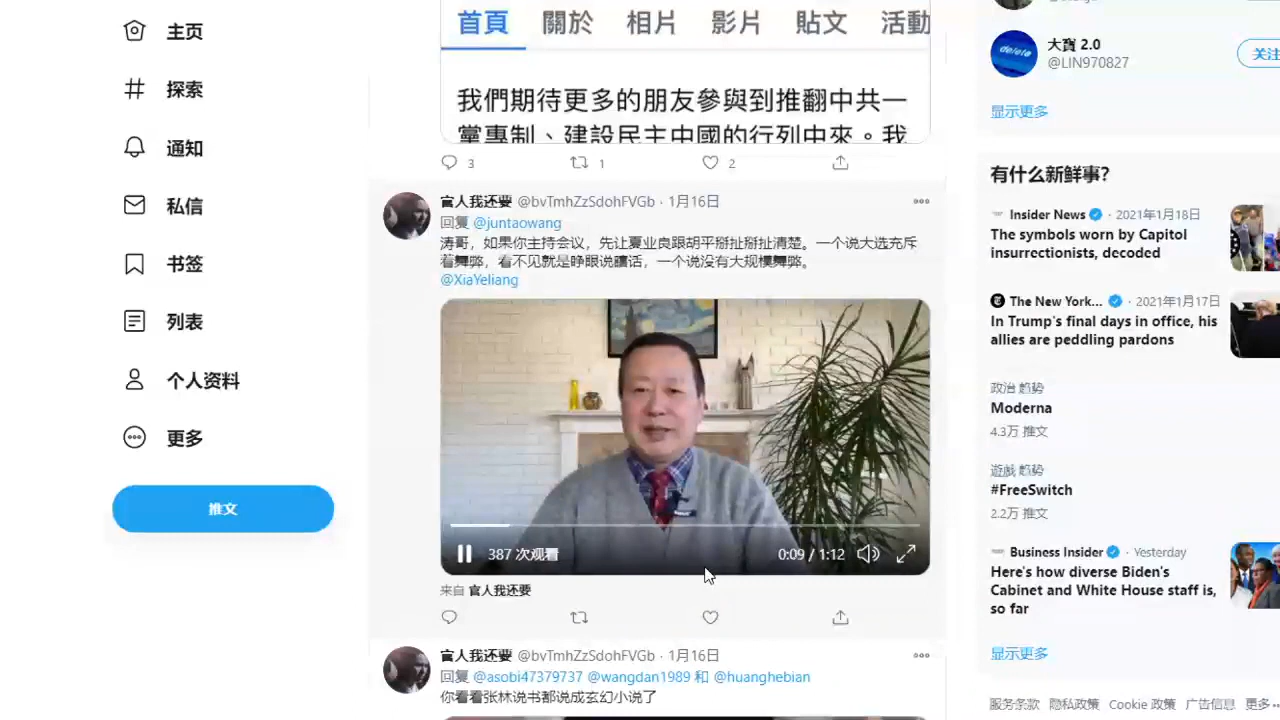 主页
探索
通知
私信
书签
列表
个人资料
更多
推文
首頁 關於 相片 影片 貼文 活動
我們期待更多的朋友參與到推翻中共一
黨專制、建設民主中國的行列中來。我
3 1 2
官人我还要 @bvTmhZzSdohFVGb · 1月16日
回复 @juntaowang
涛哥，如果你主持会议，先让夏业良跟胡平掰扯掰扯清楚。一个说大选充斥
着舞弊，看不见就是睁眼说瞎话，一个说没有大规模舞弊。
@XiaYeliang
387 次观看 0:09 / 1:12
来自 官人我还要
官人我还要 @bvTmhZzSdohFVGb · 1月16日
回复 @asobi47379737 @wangdan1989 和 @huanghebian
你看看张林说书都说成玄幻小说了
delete
大寶 2.0
@LIN970827
关注
显示更多
有什么新鲜事?
Insider News · 2021年1月18日
The symbols worn by Capitol
insurrectionists, decoded
The New York... · 2021年1月17日
In Trump's final days in office, his
allies are peddling pardons
政治 趋势
Moderna
4.3万 推文
遊戲 趋势
#FreeSwitch
2.2万 推文
Business Insider · Yesterday
Here's how diverse Biden's
Cabinet and White House staff is,
so far
显示更多
服务条款 隐私政策 Cookie 政策 广告信息 更多